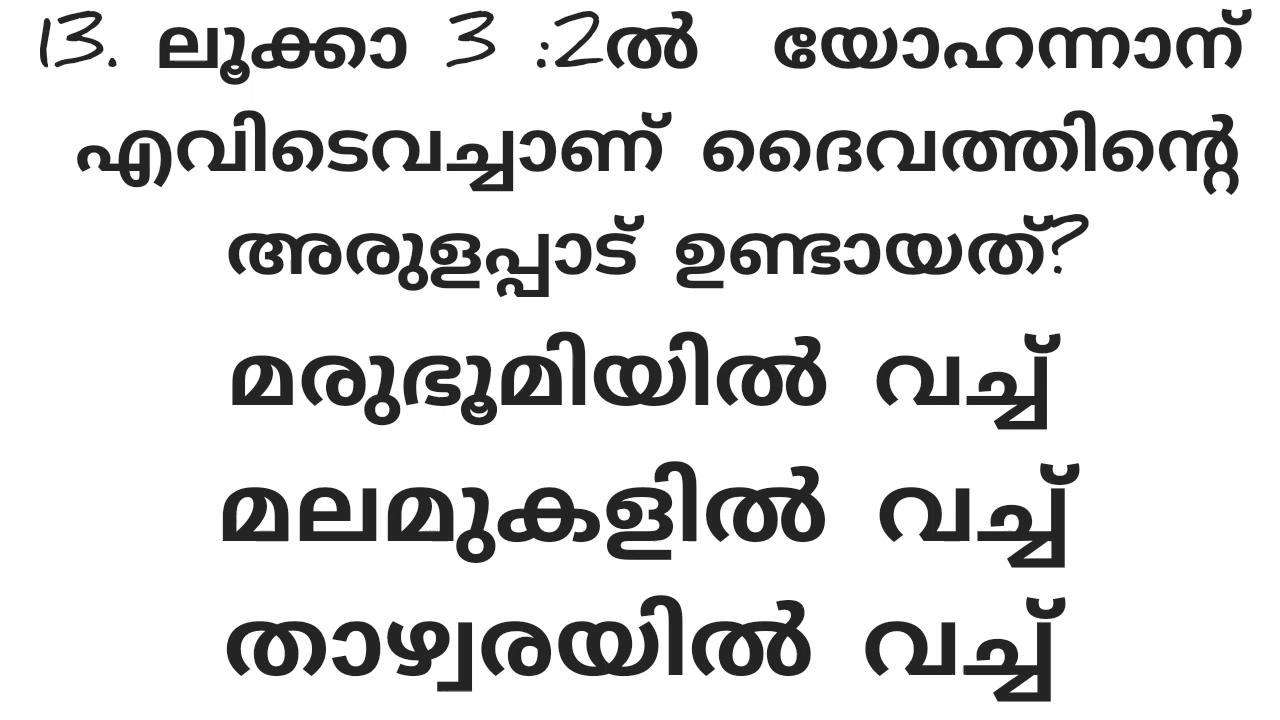 13. ലൂക്കാ 3 :2ൽ യോഹന്നാന്
എവിടെവച്ചാണ് ദൈവത്തിന്റെ
അരുളപ്പാട് ഉണ്ടായത്?
മരുഭൂമിയിൽ വച്ച്
മലമുകളിൽ വച്ച്
താഴ്വരയിൽ വച്ച്